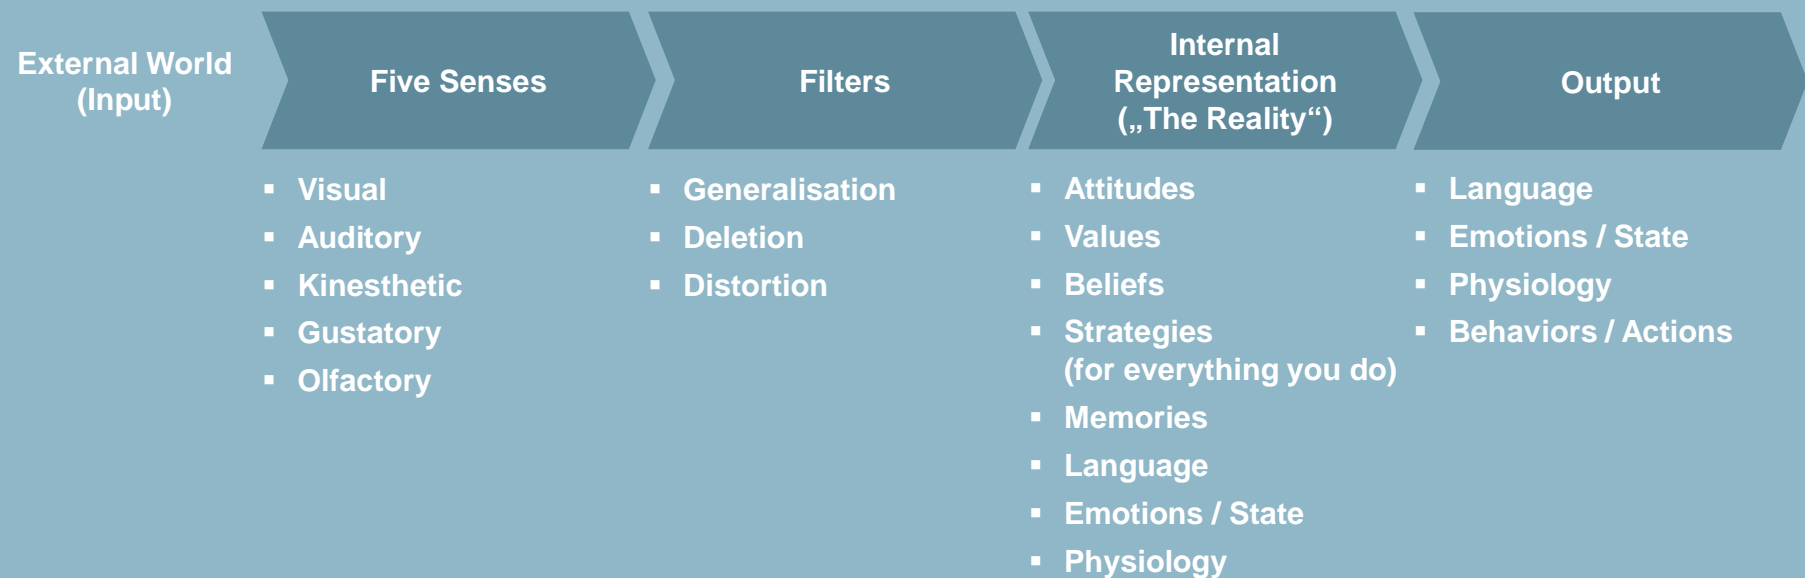 External World
(Input)
Five Senses
Filters
Internal
Representation
(„The Reality“)
Output
▪ Visual
▪ Auditory
▪ Kinesthetic
▪ Gustatory
▪ Olfactory
▪ Generalisation
▪ Deletion
▪ Distortion
▪ Attitudes
▪ Values
▪ Beliefs
▪ Strategies
(for everything you do)
▪ Memories
▪ Language
▪ Emotions / State
▪ Physiology
▪ Language
▪ Emotions / State
▪ Physiology
▪ Behaviors / Actions